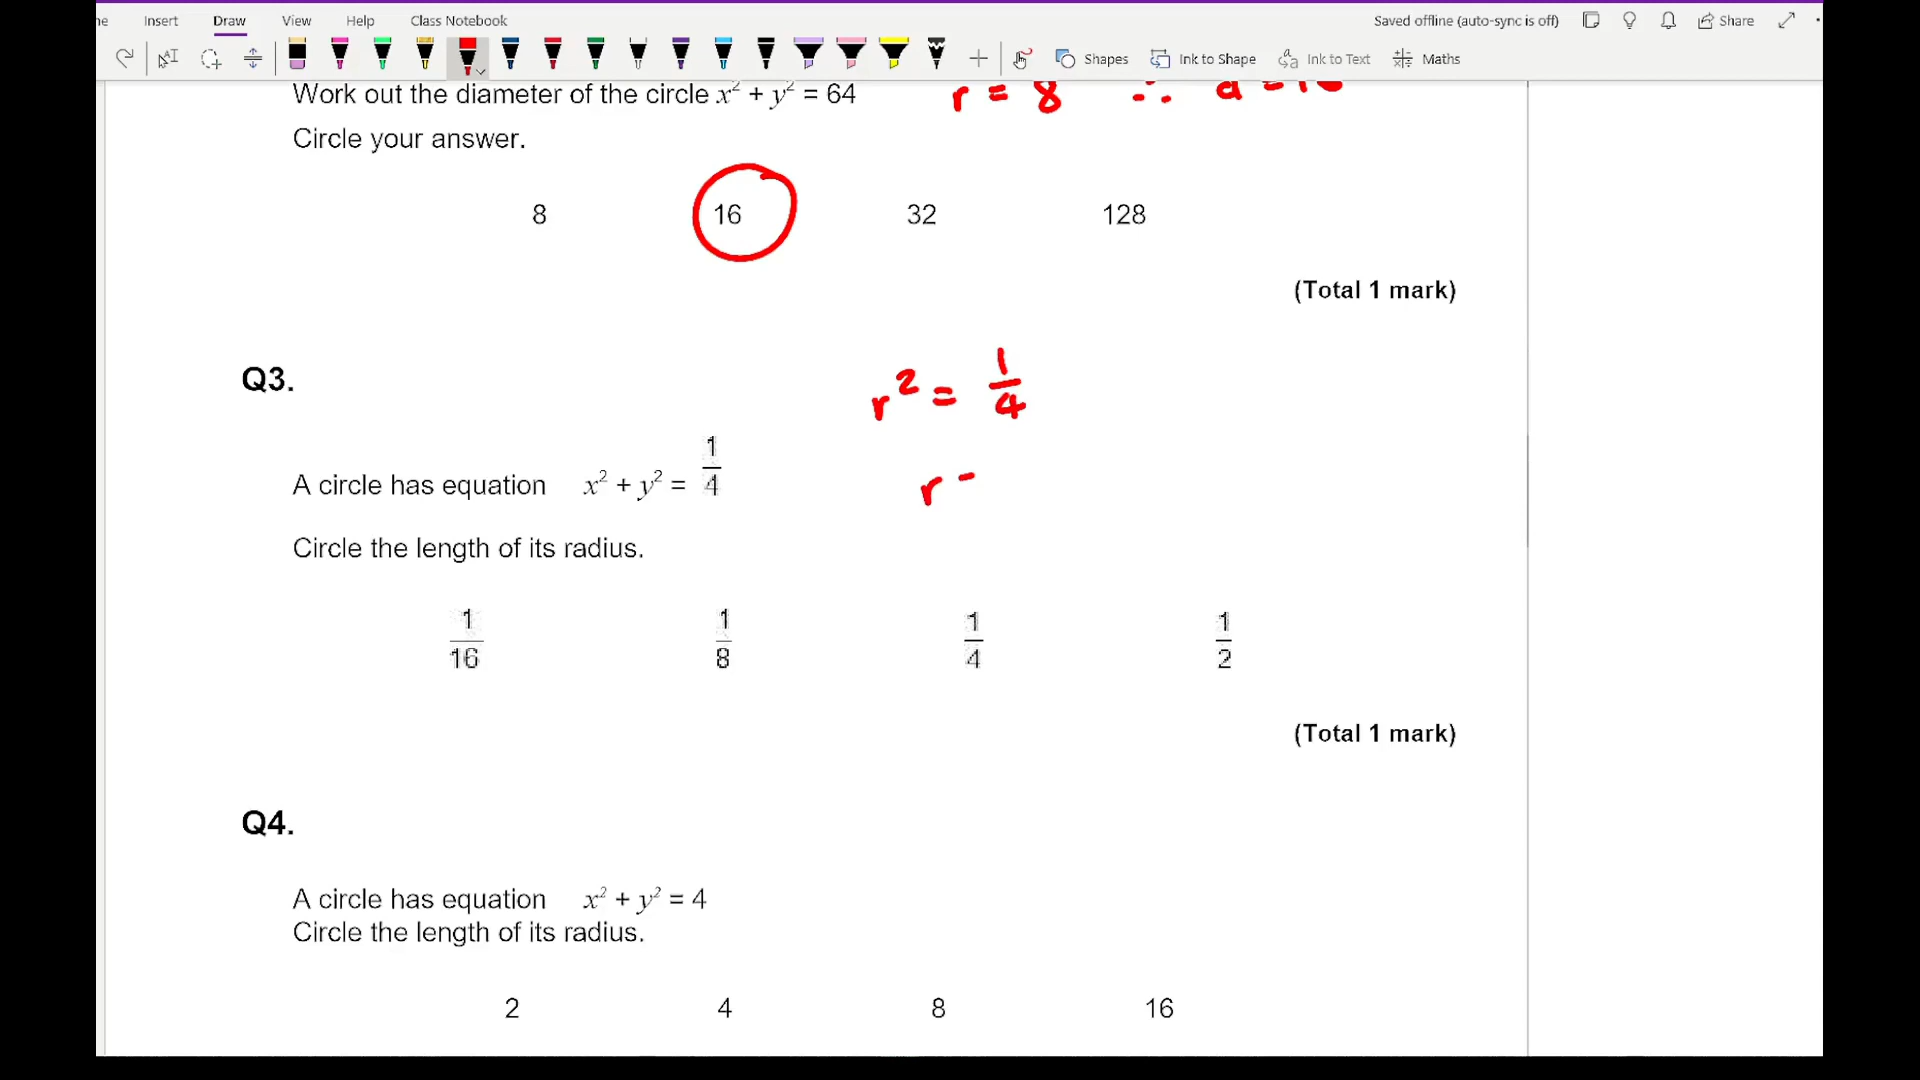 Insert Draw View Help Class Notebook Saved offline (auto-sync is off) Share
Shapes Ink to Shape Ink to Text Maths
Work out the diameter of the circle x² + y² = 64 r = 8 ∴ d = 16
Circle your answer.
8 16 32 128
(Total 1 mark)
Q3.
r² = 1/4
A circle has equation x² + y² = 1/4
r -
Circle the length of its radius.
1/16 1/8 1/4 1/2
(Total 1 mark)
Q4.
A circle has equation x² + y² = 4
Circle the length of its radius.
2 4 8 16